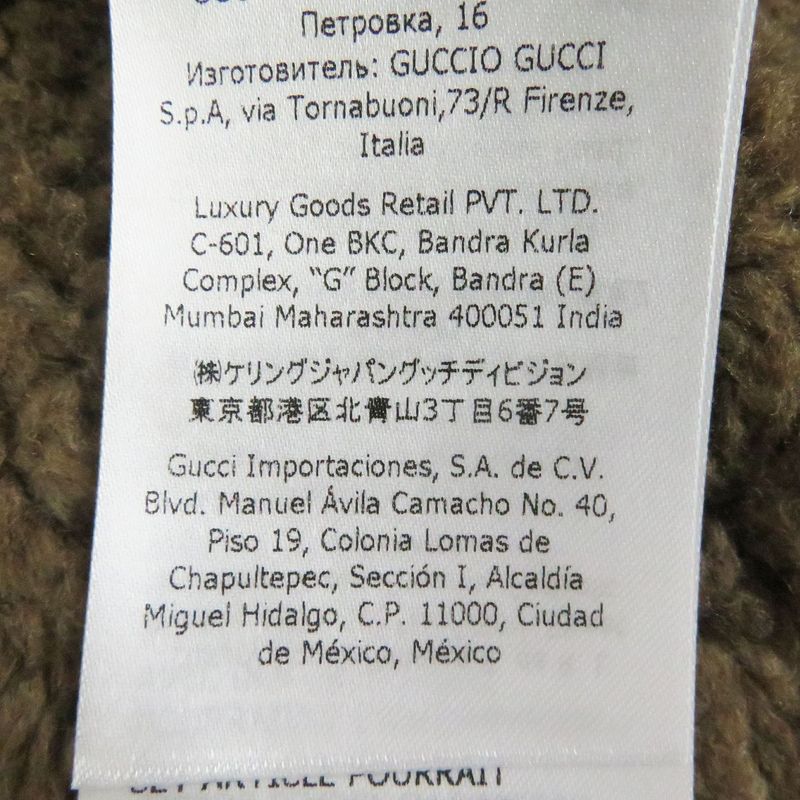 Петровка, 16
Изготовитель: GUCCIO GUCCI
S.p.A, via Tornabuoni,73/R Firenze,
Italia
Luxury Goods Retail PVT. LTD.
C-601, One BKC, Bandra Kurla
Complex, “G” Block, Bandra (E)
Mumbai Maharashtra 400051 India
㈱ケリングジャパングッチディビジョン
東京都港区北青山3丁目6番7号
Gucci Importaciones, S.A. de C.V.
Blvd. Manuel Ávila Camacho No. 40,
Piso 19, Colonia Lomas de
Chapultepec, Sección I, Alcaldía
Miguel Hidalgo, C.P. 11000, Ciudad
de México, México
CET ARTICLE POURRAIT